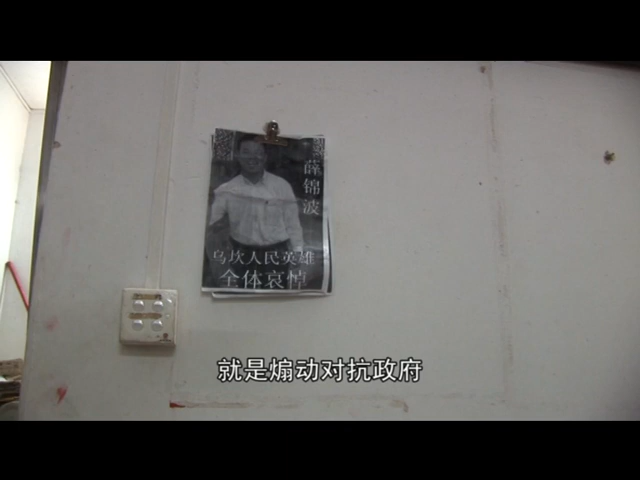 薛锦波
乌坎人民英雄
全体哀悼
就是煽动对抗政府